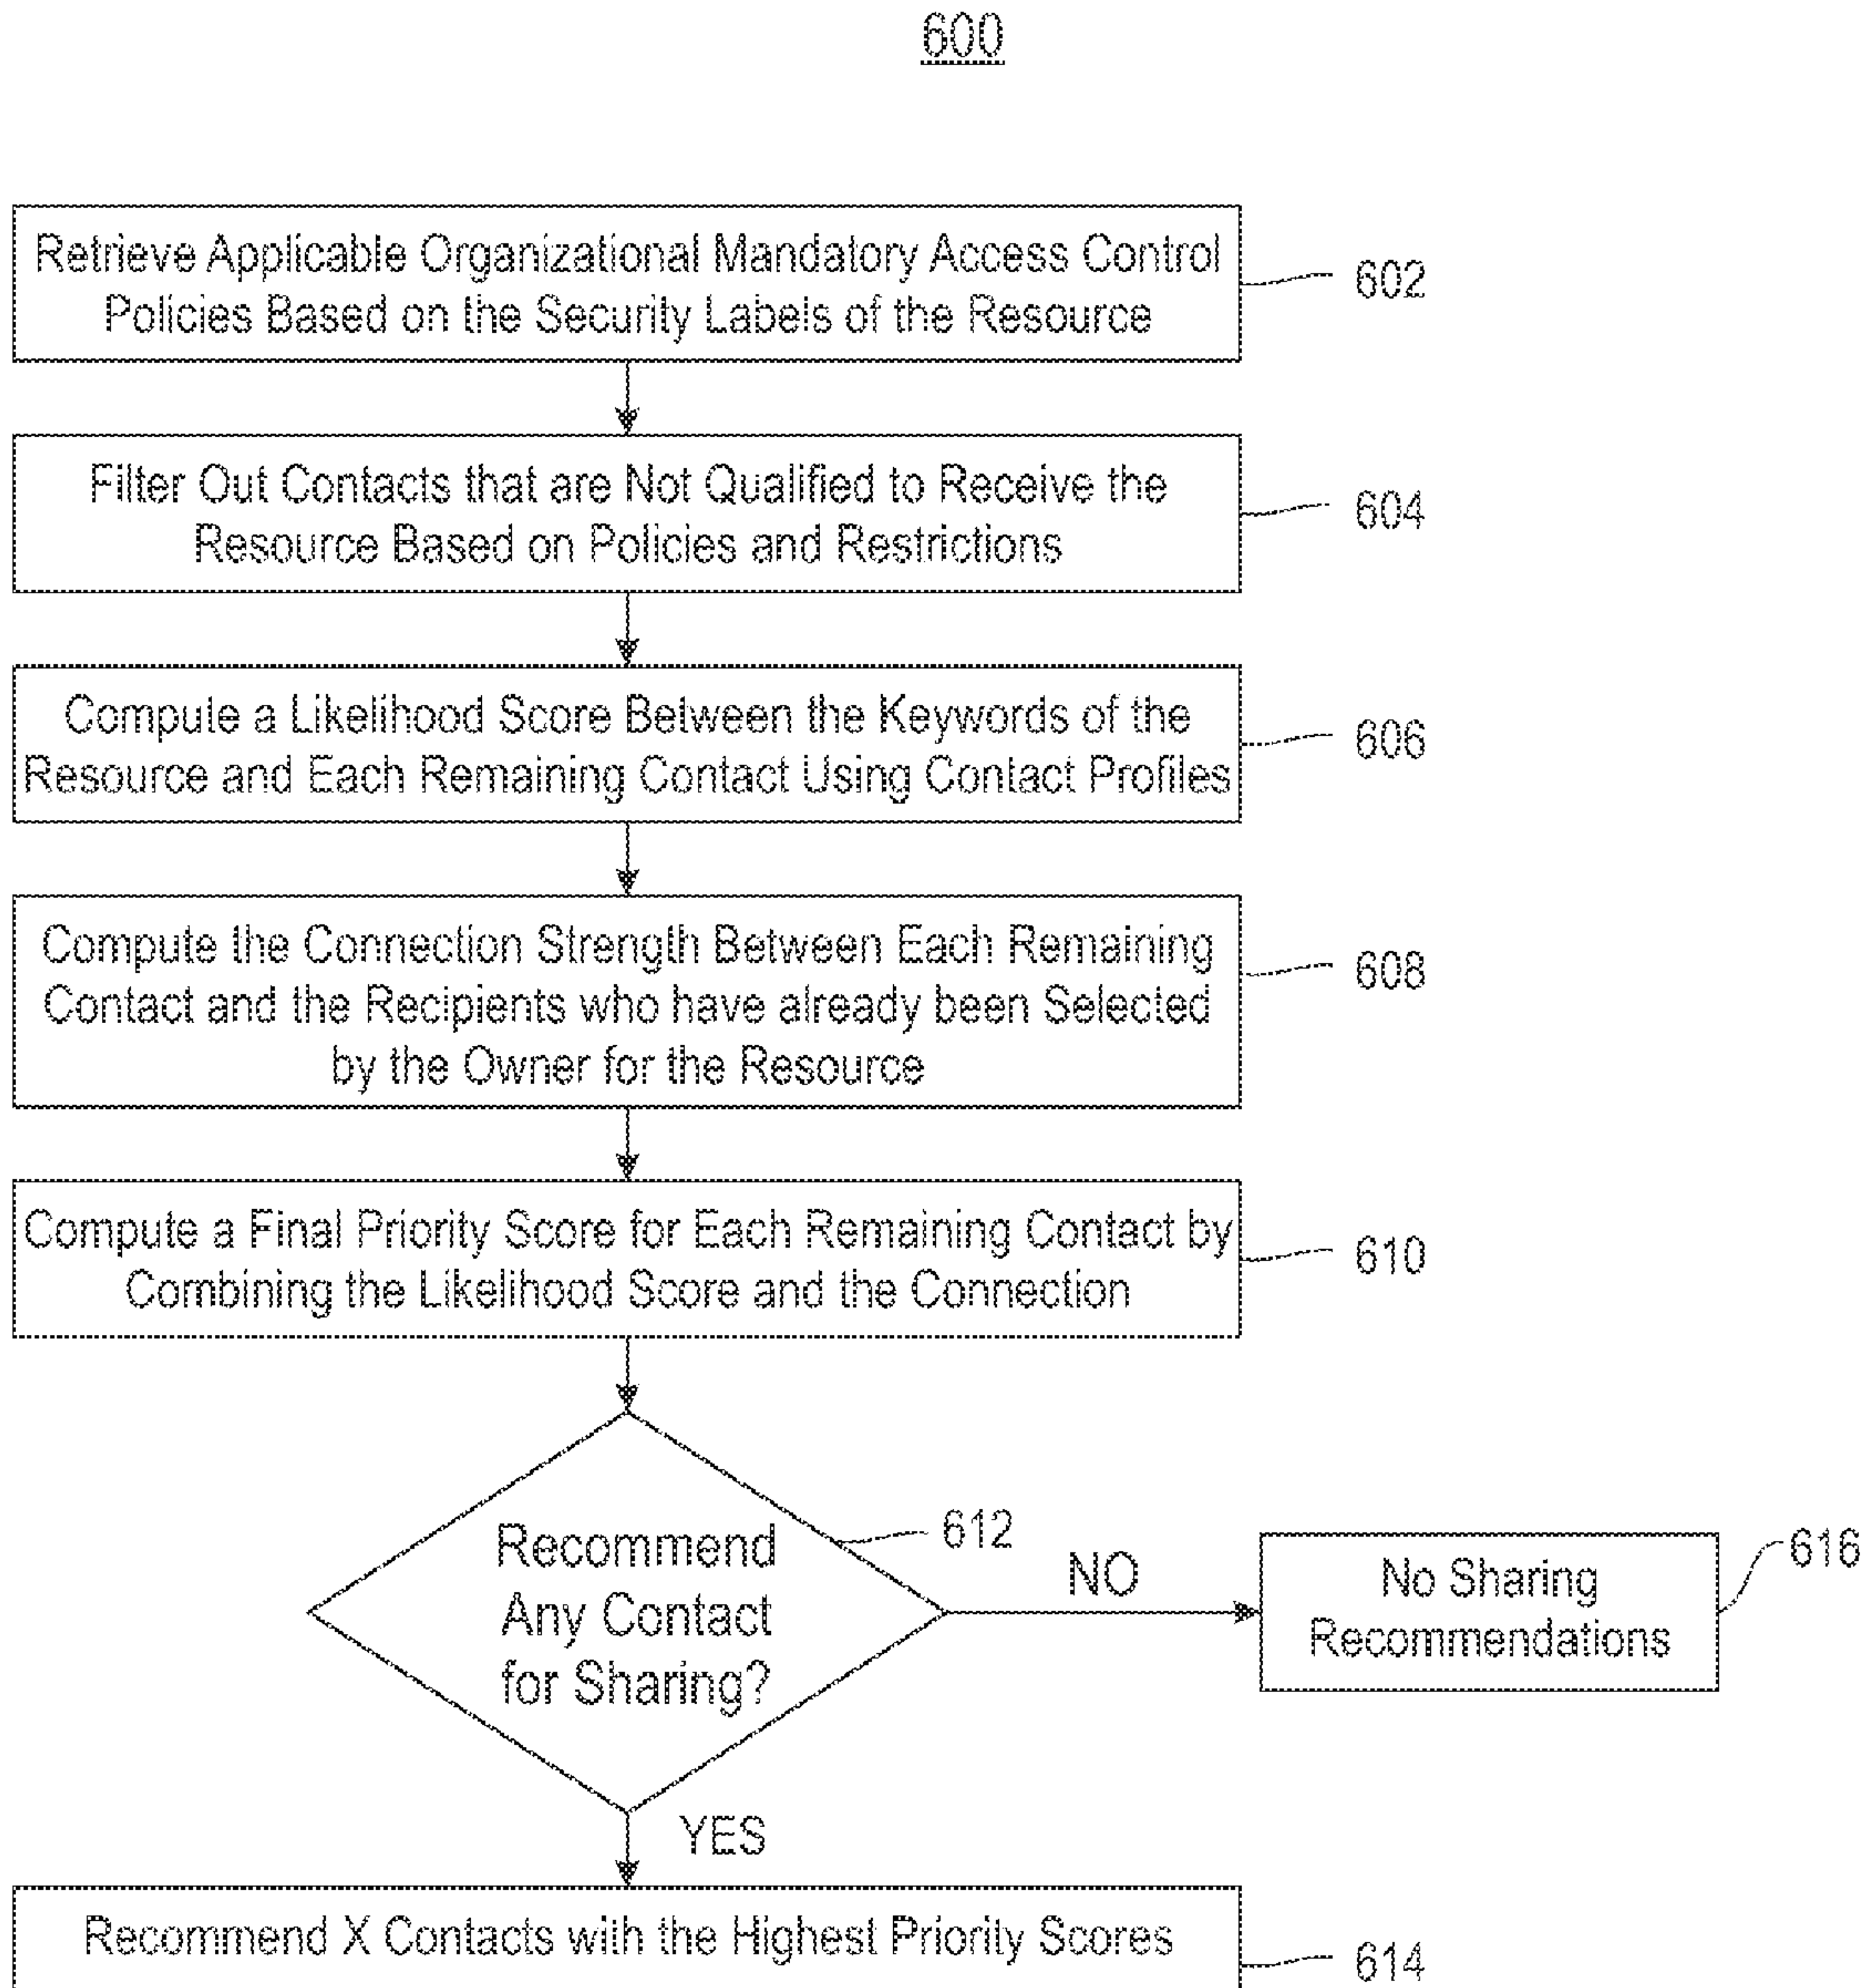 600
Retrieve Applicable Organizational Mandatory Access Control
Policies Based on the Security Labels of the Resource
602
Filter Out Contacts that are Not Qualified to Receive the
Resource Based on Policies and Restrictions
604
Compute a Likelihood Score Between the Keywords of the
Resource and Each Remaining Contact Using Contact Profiles
606
Compute the Connection Strength Between Each Remaining
Contact and the Recipients who have already been Selected
by the Owner for the Resource
608
Compute a Final Priority Score for Each Remaining Contact by
Combining the Likelihood Score and the Connection
610
Recommend
Any Contact
for Sharing?
612
NO
No Sharing
Recommendations
616
YES
Recommend X Contacts with the Highest Priority Scores
614